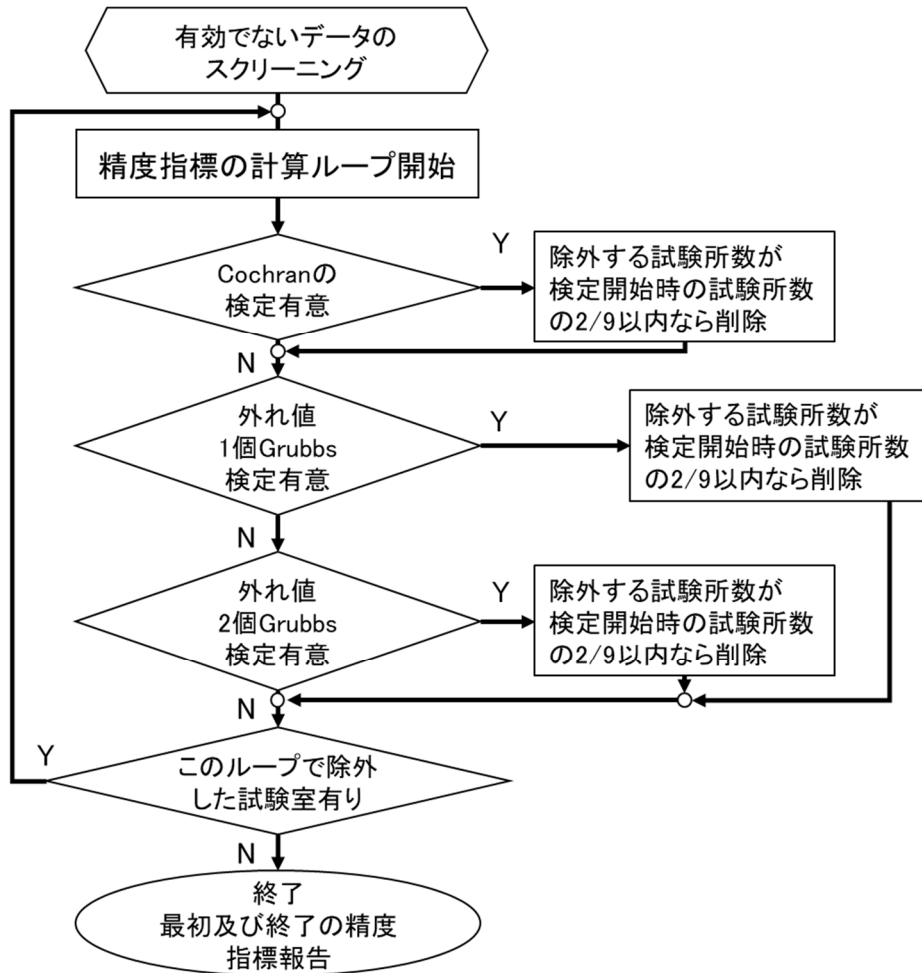 有効でないデータの
スクリーニング
精度指標の計算ループ開始
Cochranの
検定有意
Y
除外する試験所数が
検定開始時の試験所数
の2/9以内なら削除
N
外れ値
1個Grubbs
検定有意
Y
除外する試験所数が
検定開始時の試験所数
の2/9以内なら削除
N
外れ値
2個Grubbs
検定有意
Y
除外する試験所数が
検定開始時の試験所数
の2/9以内なら削除
N
Y
このループで除外
した試験室有り
N
終了
最初及び終了の精度
指標報告